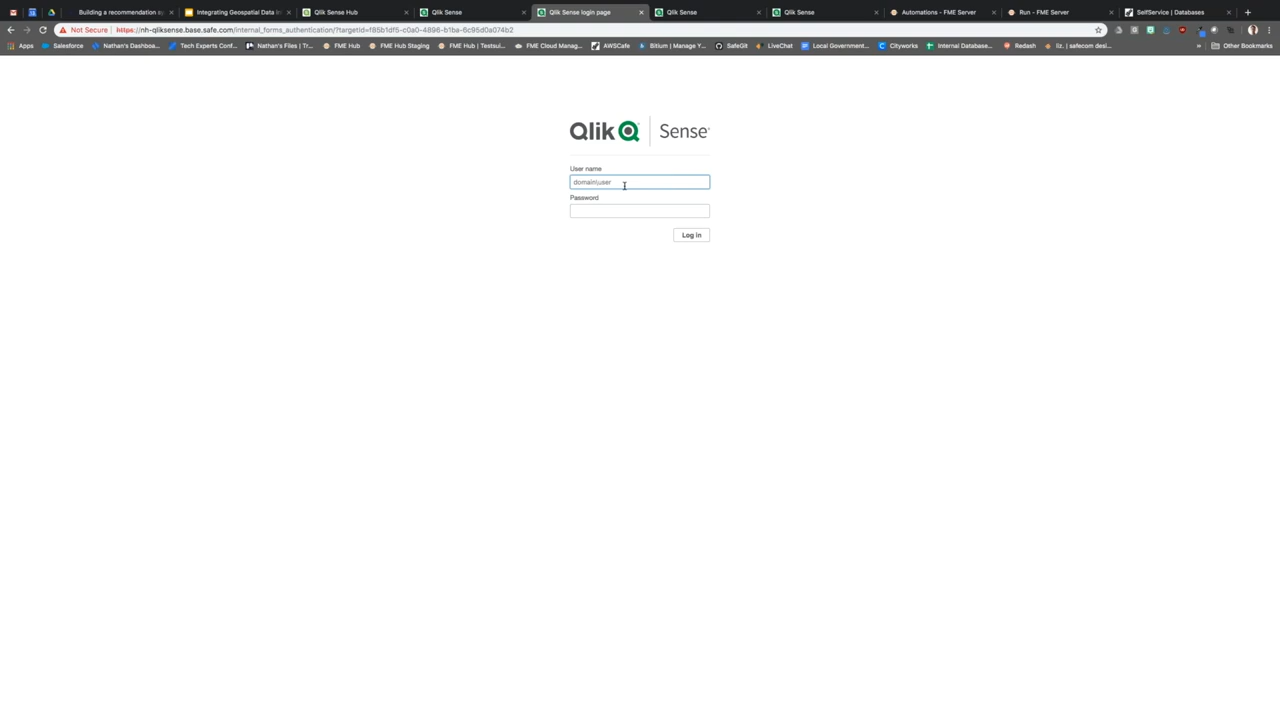 Building a recommendation sy
Integrating Geospatial Data in
Qlik Sense Hub
Qlik Sense
Qlik Sense login page
Qlik Sense
Qlik Sense
Automations - FME Server
Run - FME Server
SelfService | Databases
Not Secure https://nh-qliksense.base.safe.com/internal_forms_authentication/?targetId=f85b1df5-c0a0-4896-b1ba-6c95d0a074b2
Apps Salesforce Nathan's Dashboa... Tech Experts Conf... Nathan's Files | Tr... FME Hub FME Hub Staging FME Hub | Testsui... FME Cloud Manag... AWSCafe Bitium | Manage Y... SafeGit LiveChat Local Government... Cityworks Internal Database... Redash liz. | safecom desi... » Other Bookmarks
Qlik Sense
User name
domain\user
Password
Log in